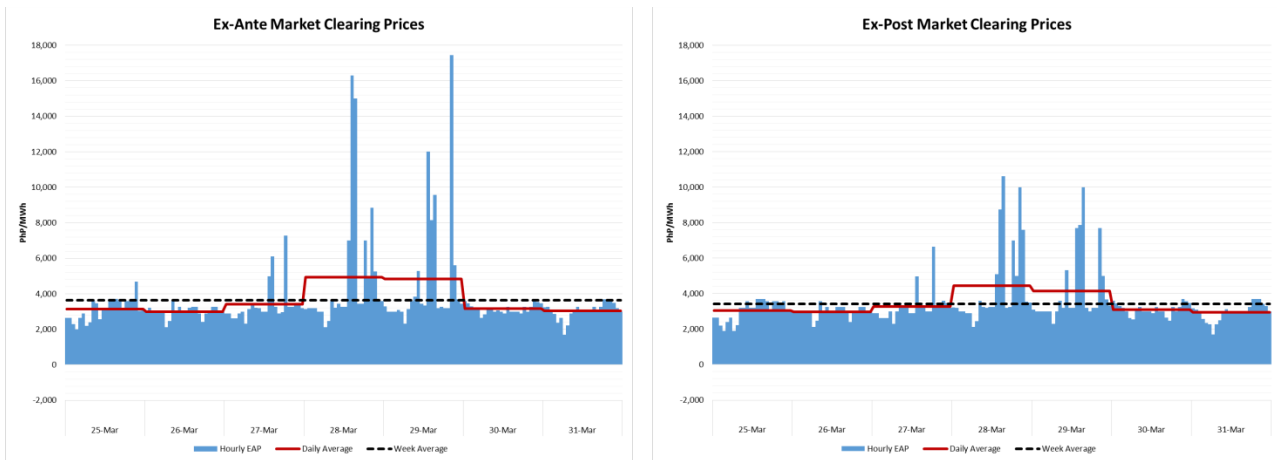 Ex-Ante Market Clearing Prices
18,000
16,000
14,000
12,000
10,000
8,000
6,000
4,000
2,000
0
-2,000
PhP/MWh
25-Mar 26-Mar 27-Mar 28-Mar 29-Mar 30-Mar 31-Mar
Hourly EAP Daily Average Week Average
Ex-Post Market Clearing Prices
18,000
16,000
14,000
12,000
10,000
8,000
6,000
4,000
2,000
0
-2,000
PhP/MWh
25-Mar 26-Mar 27-Mar 28-Mar 29-Mar 30-Mar 31-Mar
Hourly EAP Daily Average Week Average